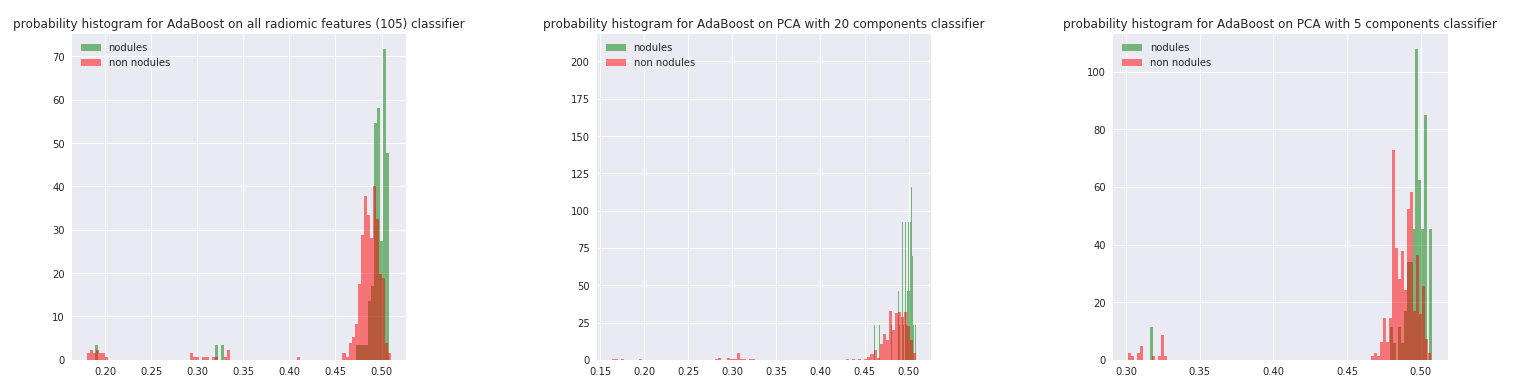 probability histogram for AdaBoost on all radiomic features (105) classifier
nodules
non nodules
70
60
50
40
30
20
10
0
0.20 0.25 0.30 0.35 0.40 0.45 0.50
probability histogram for AdaBoost on PCA with 20 components classifier
nodules
non nodules
200
175
150
125
100
75
50
25
0
0.15 0.20 0.25 0.30 0.35 0.40 0.45 0.50
probability histogram for AdaBoost on PCA with 5 components classifier
nodules
non nodules
100
80
60
40
20
0
0.30 0.35 0.40 0.45 0.50